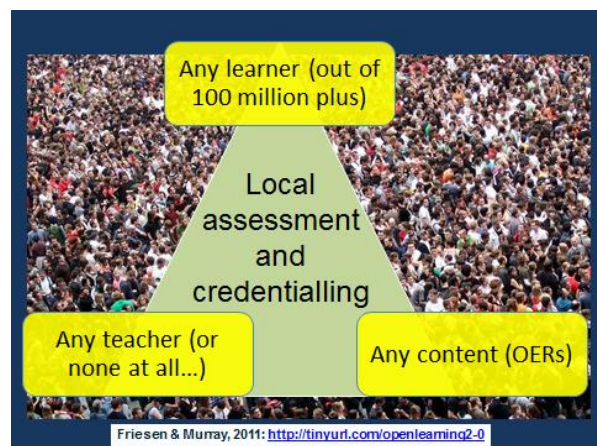 Any learner (out of
100 million plus)
Local
assessment
and
credentialling
Any teacher (or
none at all...)
Any content (OERs)
Friesen & Murray, 2011: http://tinyurl.com/openlearning2-0